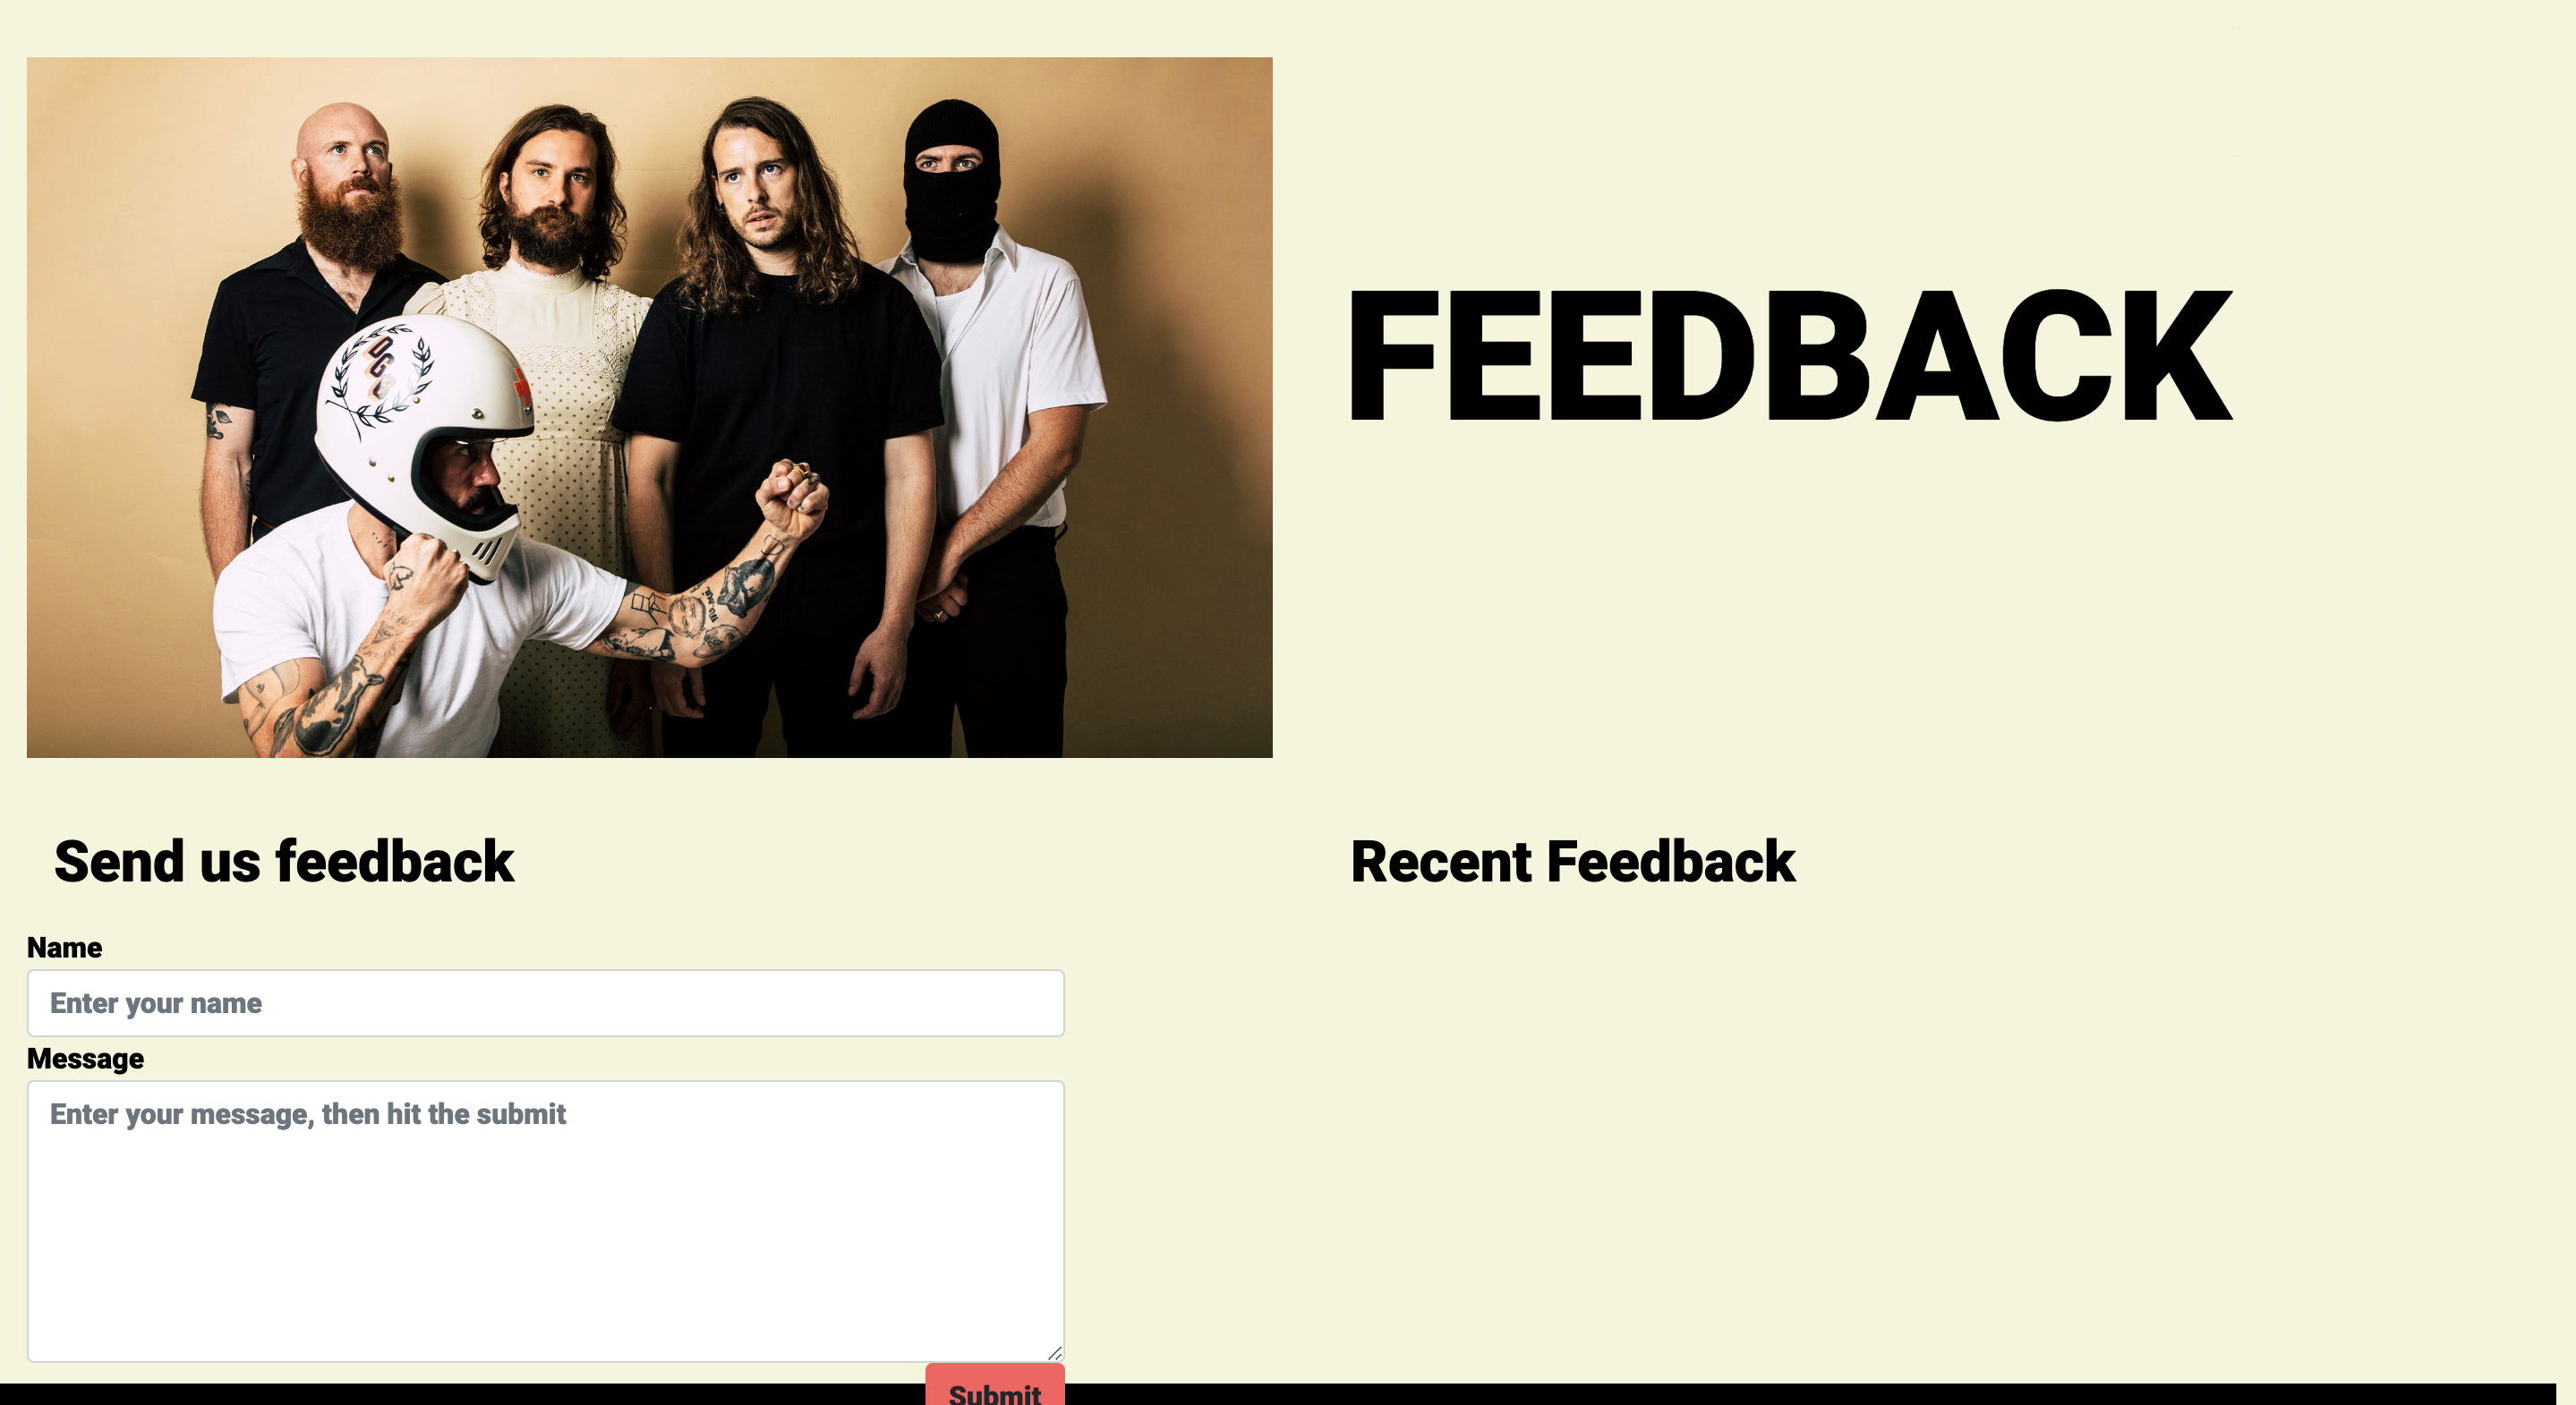 FEEDBACK
Send us feedback
Recent Feedback
Name
Enter your name
Message
Enter your message, then hit the submit
Submit